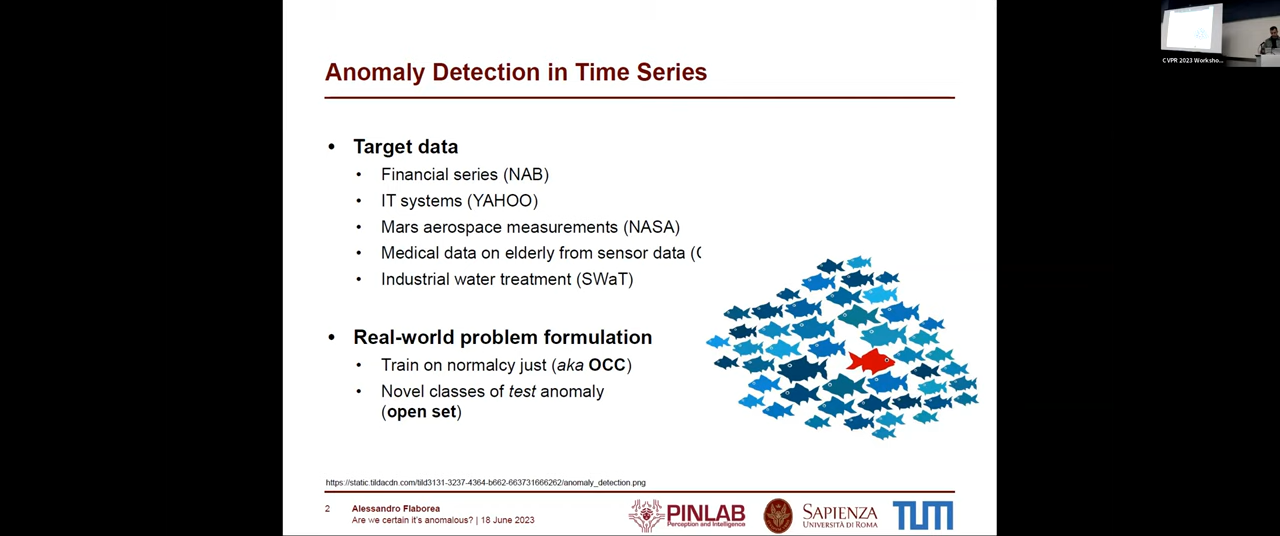 CVPR 2023 Worksho...
Anomaly Detection in Time Series
• Target data
• Financial series (NAB)
• IT systems (YAHOO)
• Mars aerospace measurements (NASA)
• Medical data on elderly from sensor data (
• Industrial water treatment (SWaT)
• Real-world problem formulation
• Train on normalcy just (aka OCC)
• Novel classes of test anomaly
(open set)
https://static.tildacdn.com/tild3131-3237-4364-b662-663731666262/anomaly_detection.png
2
Alessandro Flaborea
Are we certain it's anomalous? | 18 June 2023
PINLAB
Perception and Intelligence
SAPIENZA
UNIVERSITÀ DI ROMA
TUM